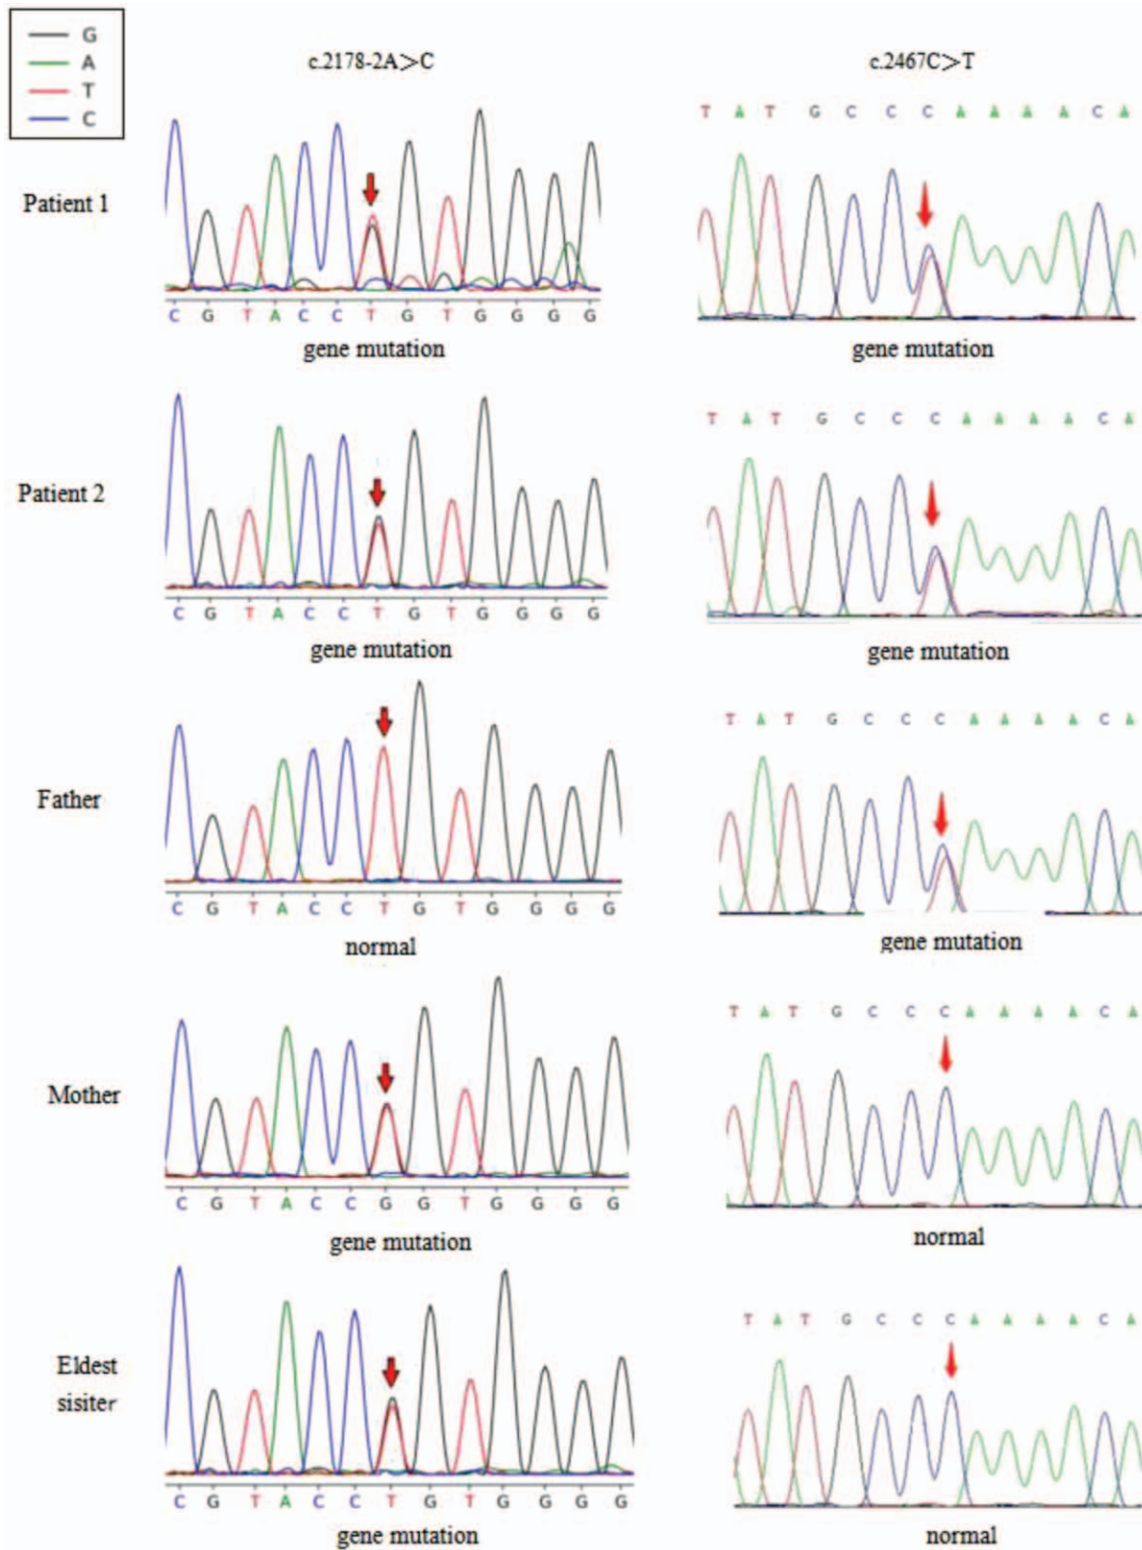 G
A
T
C
c.2178-2A>C
c.2467C>T
T A T G C C C A A A A C A
Patient 1
C G T A C C T G T G G G G
gene mutation
gene mutation
T A T G C C C A A A A C A
Patient 2
C G T A C C T G T G G G G
gene mutation
gene mutation
T A T G C C C A A A A C A
Father
C G T A C C T G T G G G G
normal
gene mutation
T A T G C C C A A A A C A
Mother
C G T A C C G G T G G G G
gene mutation
normal
T A T G C C C A A A A C A
Eldest
sisiter
C G T A C C T G T G G G G
gene mutation
normal